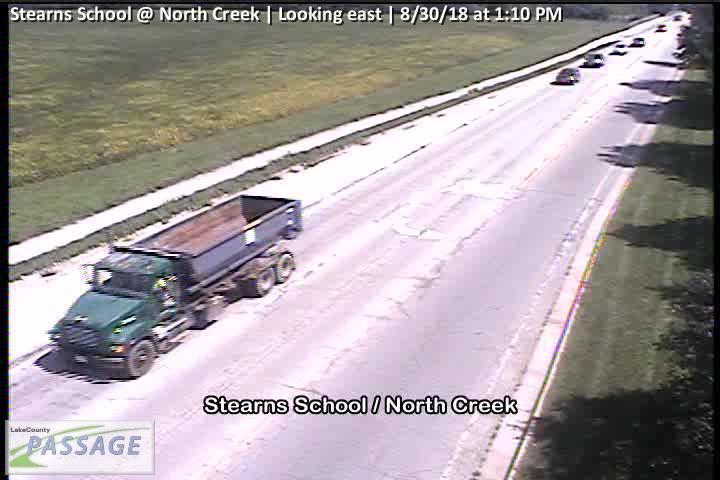 Stearns School @ North Creek | Looking east | 8/30/18 at 1:10 PM
Stearns School / North Creek
LakeCounty
PASSAGE